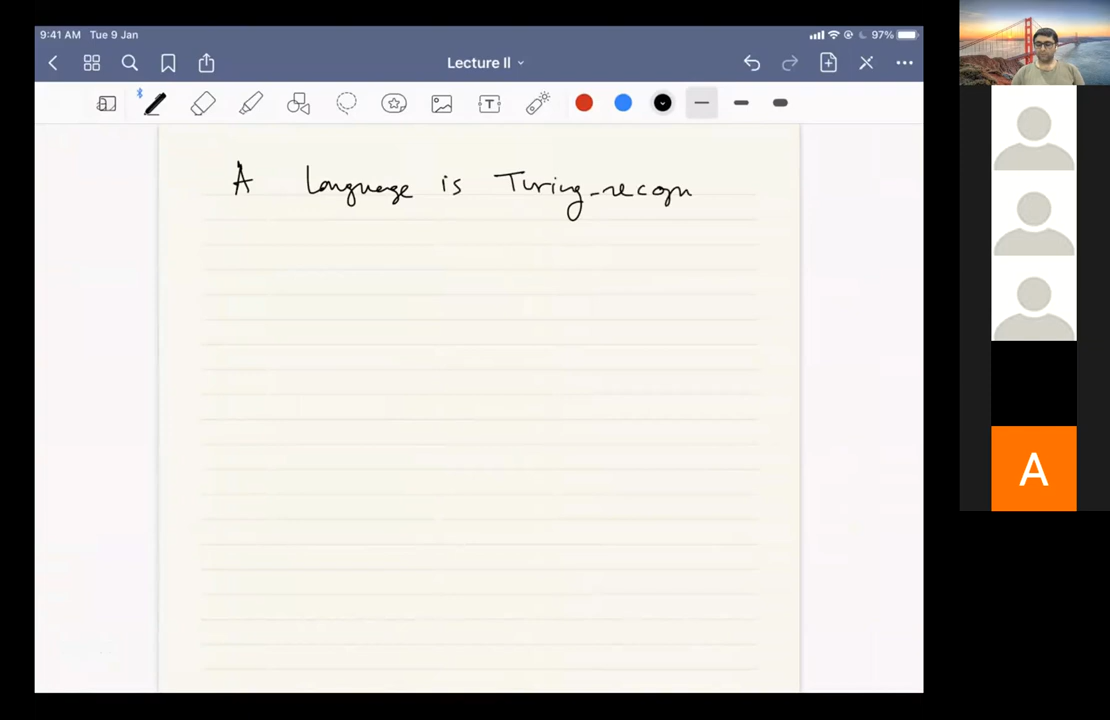 9:41 AM Tue 9 Jan 97%
Lecture II
T
A language is Turing-recogn
A